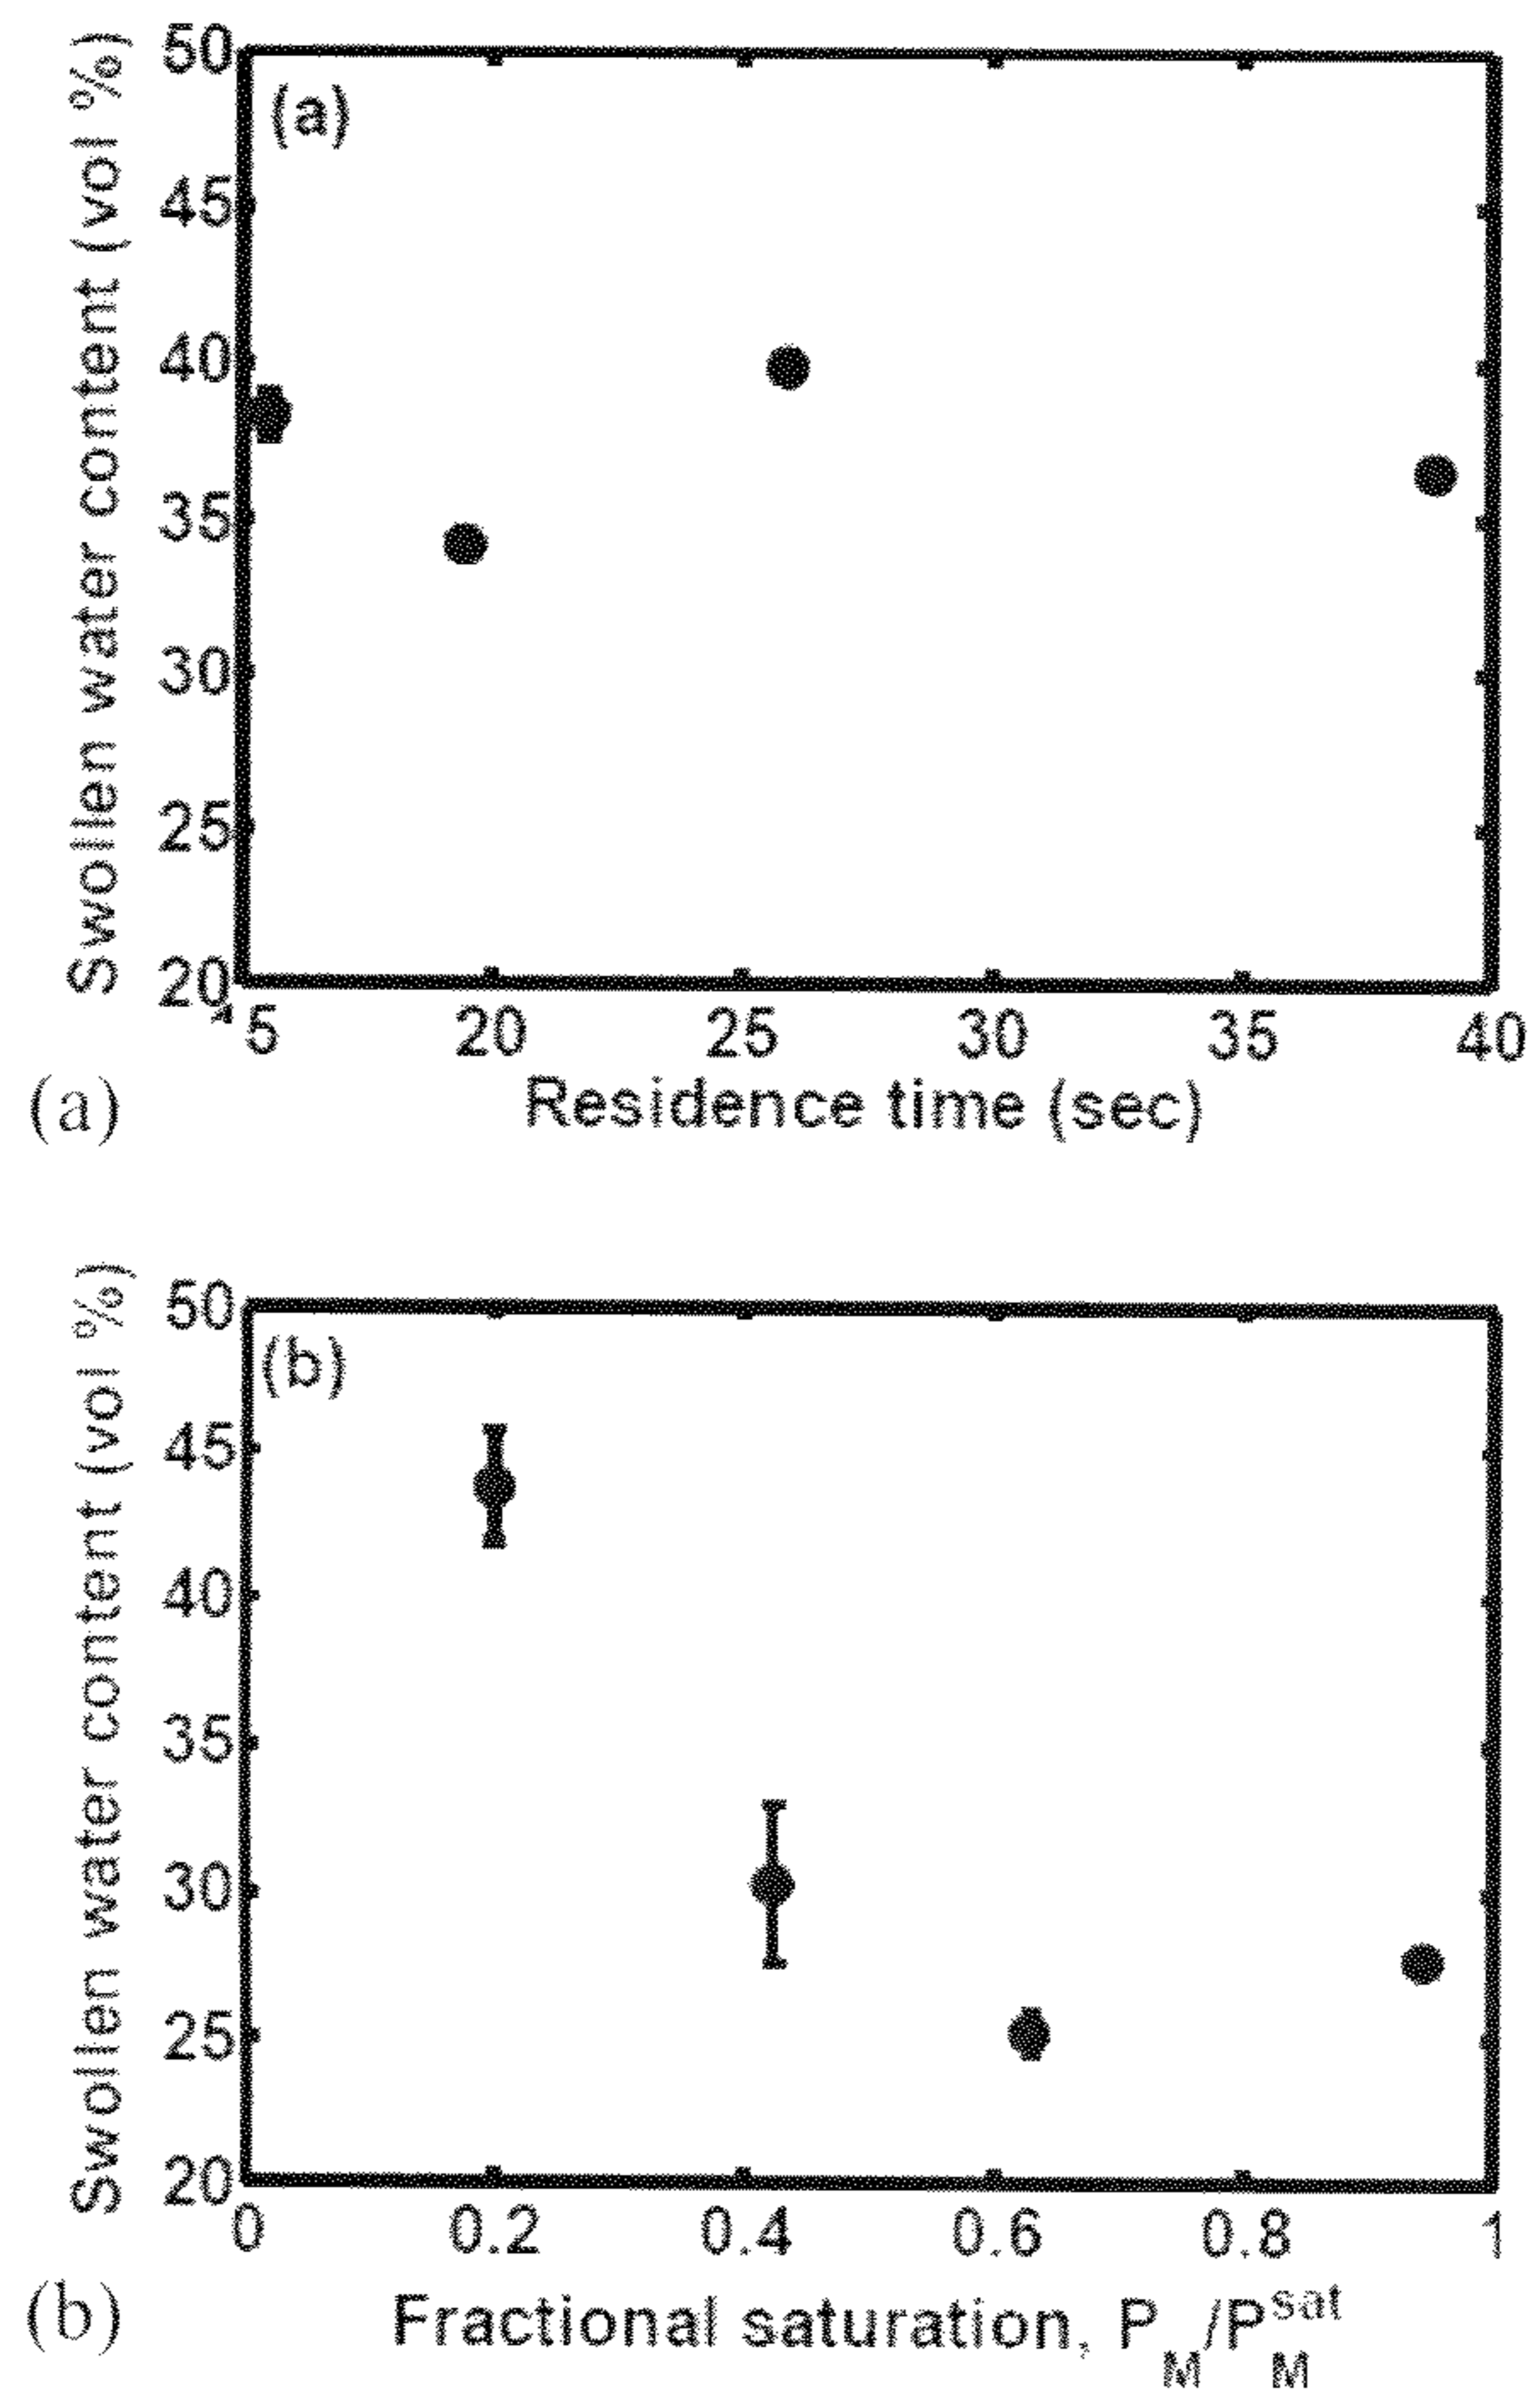 Swollen water content (vol %)
50
45
40
35
30
25
20
(a)
15 20 25 30 35 40
Residence time (sec)
(a)
Swollen water content (vol %)
50
45
40
35
30
25
20
(b)
0 0.2 0.4 0.6 0.8 1
Fractional saturation, P_M/P_M^sat
(b)